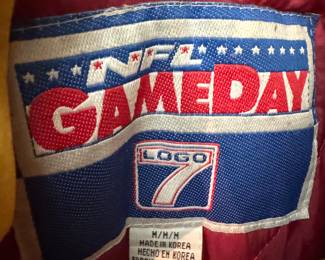 NFL
GAMEDAY
LOGO
7
M/M/M
MADE IN KOREA
HECHO EN KOREA